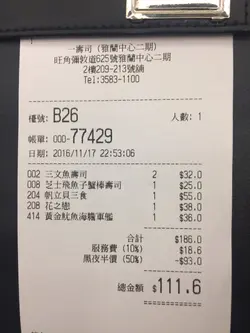 一壽司(雅蘭中心二期)
旺角彌敦道625號雅蘭中心二期
2樓209-213號舖
Tel:3583-1100
檯號: B26 人數: 1
帳單: 000-77429
日期: 2016/11/17 22:53:06
002 三文魚壽司 2 $32.0
008 芝士飛魚子蟹棒壽司 1 $25.0
204 帆立貝三食 1 $55.0
208 花之戀 1 $38.0
414 黃金魷魚海膽軍艦 1 $36.0
合計 $186.0
服務費 (10%) $18.6
黑夜半價 (50%) -$93.0
總金額 $111.6